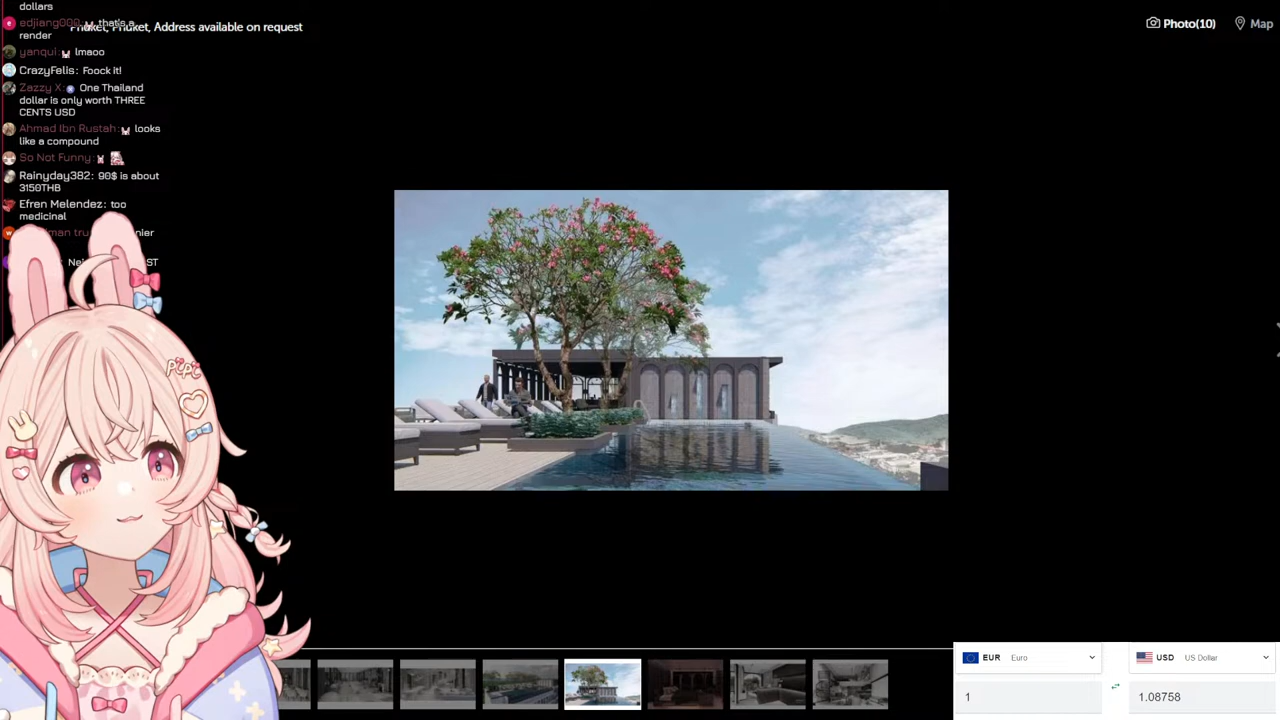 dollars
edjiang000: that's a
render
Phuket, Phuket, Address available on request
Photo(10)
Map
yanqui: lmaoo
CrazyFelis: Foock it!
Zazzy X: One Thailand
dollar is only worth THREE
CENTS USD
Ahmad Ibn Rustah: looks
like a compound
So Not Funny:
Rainyday382: 90$ is about
3150THB
Efren Melendez: too
medicinal
PiPi
EUR Euro
USD US Dollar
1
1.08758